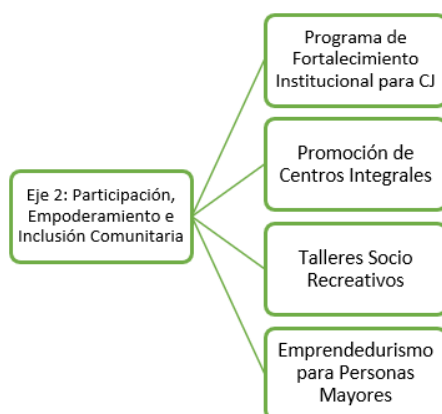 Programa de
Fortalecimiento
Institucional para CJ
Promoción de
Centros Integrales
Eje 2: Participación,
Empoderamiento e
Inclusión Comunitaria
Talleres Socio
Recreativos
Emprendedurismo
para Personas
Mayores